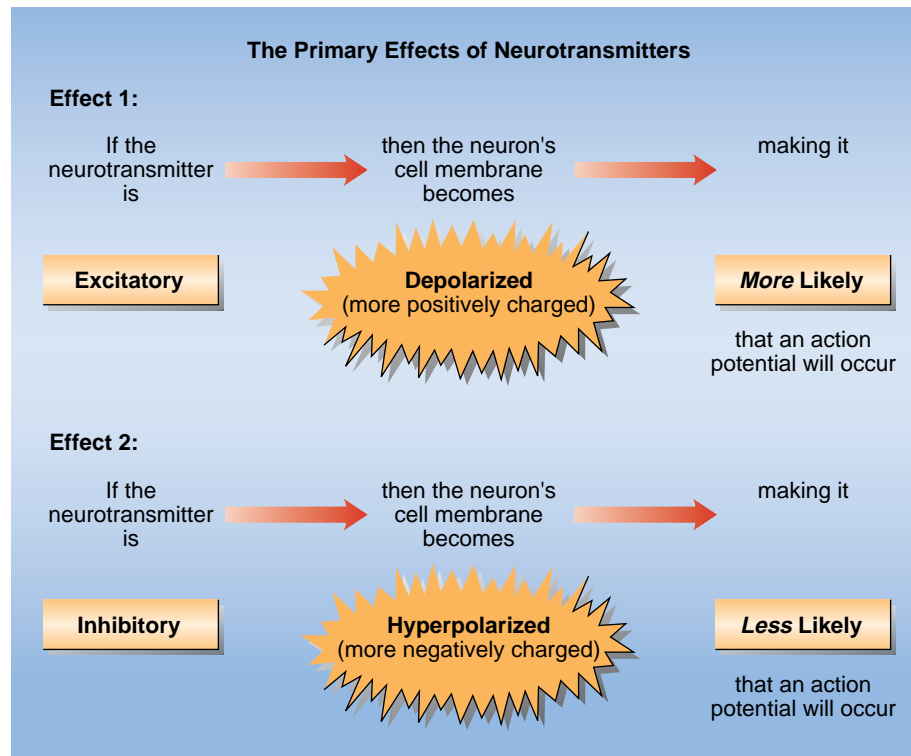 The Primary Effects of Neurotransmitters
Effect 1:
If the
neurotransmitter
is
then the neuron's
cell membrane
becomes
making it
Excitatory
Depolarized
(more positively charged)
More Likely
that an action
potential will occur
Effect 2:
If the
neurotransmitter
is
then the neuron's
cell membrane
becomes
making it
Inhibitory
Hyperpolarized
(more negatively charged)
Less Likely
that an action
potential will occur